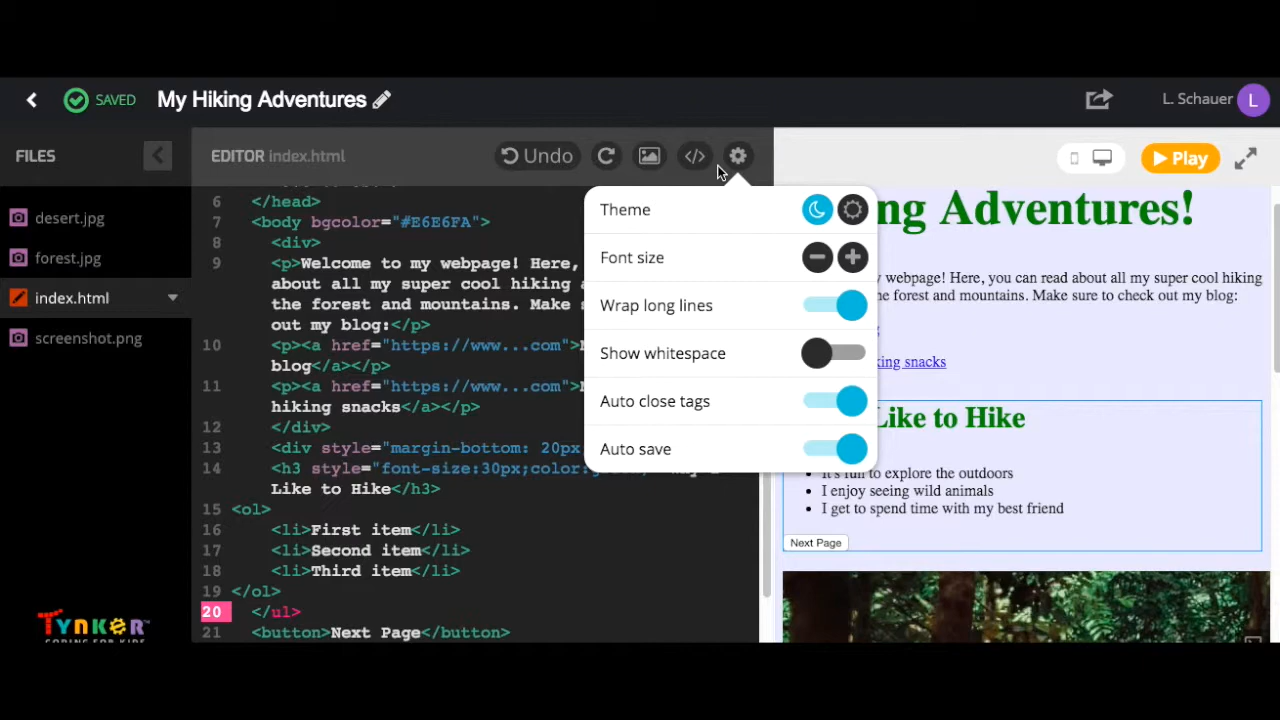 SAVED
My Hiking Adventures
L. Schauer
L
FILES
EDITOR index.html
Undo
</>
Play
desert.jpg
forest.jpg
index.html
screenshot.png
TYNKER
CODING FOR KIDS
6 </head>
7 <body bgcolor="#E6E6FA">
8 <div>
9 <p>Welcome to my webpage! Here,
about all my super cool hiking
the forest and mountains. Make
out my blog:</p>
10 <p><a href="https://www...com">
blog</a></p>
11 <p><a href="https://www...com">
hiking snacks</a></p>
12 </div>
13 <div style="margin-bottom: 20px
14 <h3 style="font-size:30px;color:
Like to Hike</h3>
15 <ol>
16 <li>First item</li>
17 <li>Second item</li>
18 <li>Third item</li>
19 </ol>
20 </ul>
21 <button>Next Page</button>
Theme
Font size
Wrap long lines
Show whitespace
Auto close tags
Auto save
ng Adventures!
webpage! Here, you can read about all my super cool hiking
he forest and mountains. Make sure to check out my blog:
king snacks
Like to Hike
It's fun to explore the outdoors
I enjoy seeing wild animals
I get to spend time with my best friend
Next Page